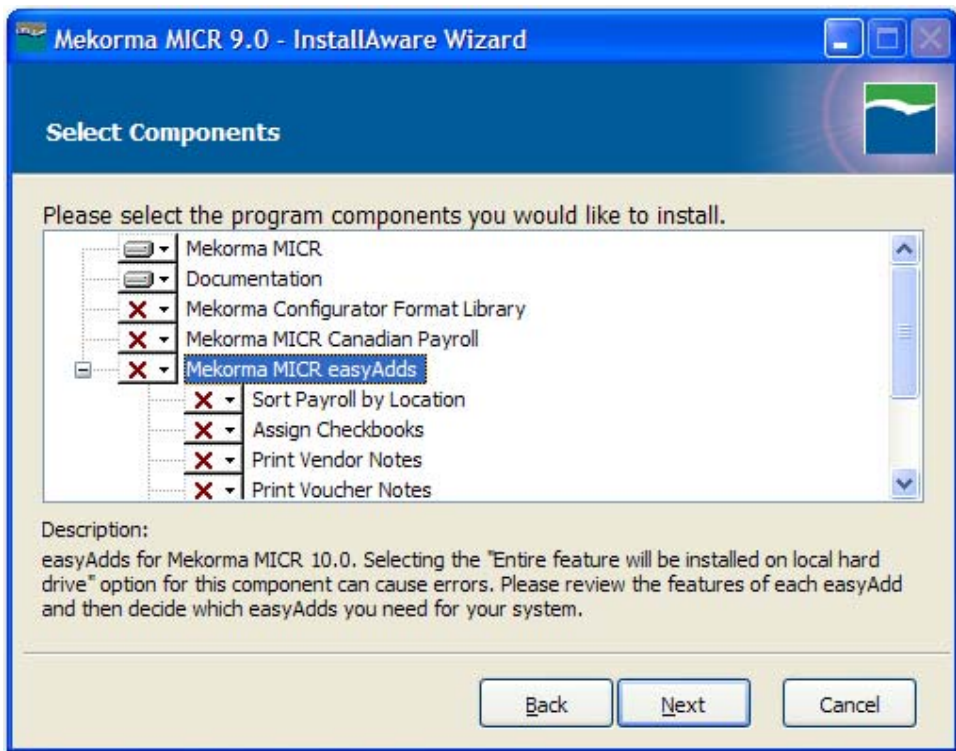 Mekorma MICR 9.0 - InstallAware Wizard
Select Components
Please select the program components you would like to install.
Mekorma MICR
Documentation
Mekorma Configurator Format Library
Mekorma MICR Canadian Payroll
Mekorma MICR easyAdds
Sort Payroll by Location
Assign Checkbooks
Print Vendor Notes
Print Voucher Notes
Description:
easyAdds for Mekorma MICR 10.0. Selecting the "Entire feature will be installed on local hard
drive" option for this component can cause errors. Please review the features of each easyAdd
and then decide which easyAdds you need for your system.
Back Next Cancel